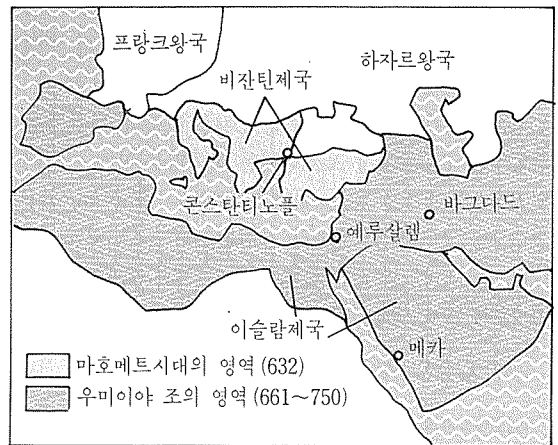 프랑크왕국
하자르왕국
비잔틴제국
콘스탄티노플
바그다드
예루살렘
이슬람제국
메카
마호메트시대의 영역(632)
우미이야 조의 영역(661~750)